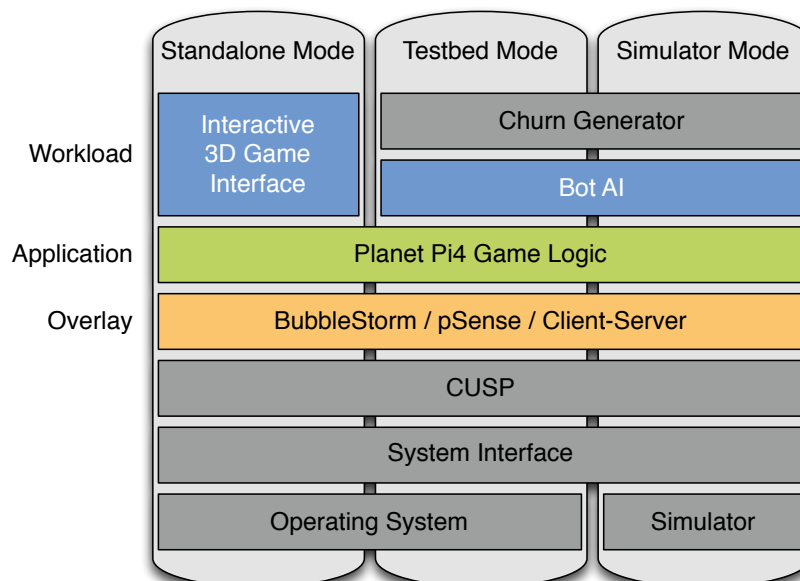 Standalone Mode
Testbed Mode
Simulator Mode
Workload
Interactive
3D Game
Interface
Churn Generator
Bot AI
Application
Planet Pi4 Game Logic
Overlay
BubbleStorm / pSense / Client-Server
CUSP
System Interface
Operating System
Simulator